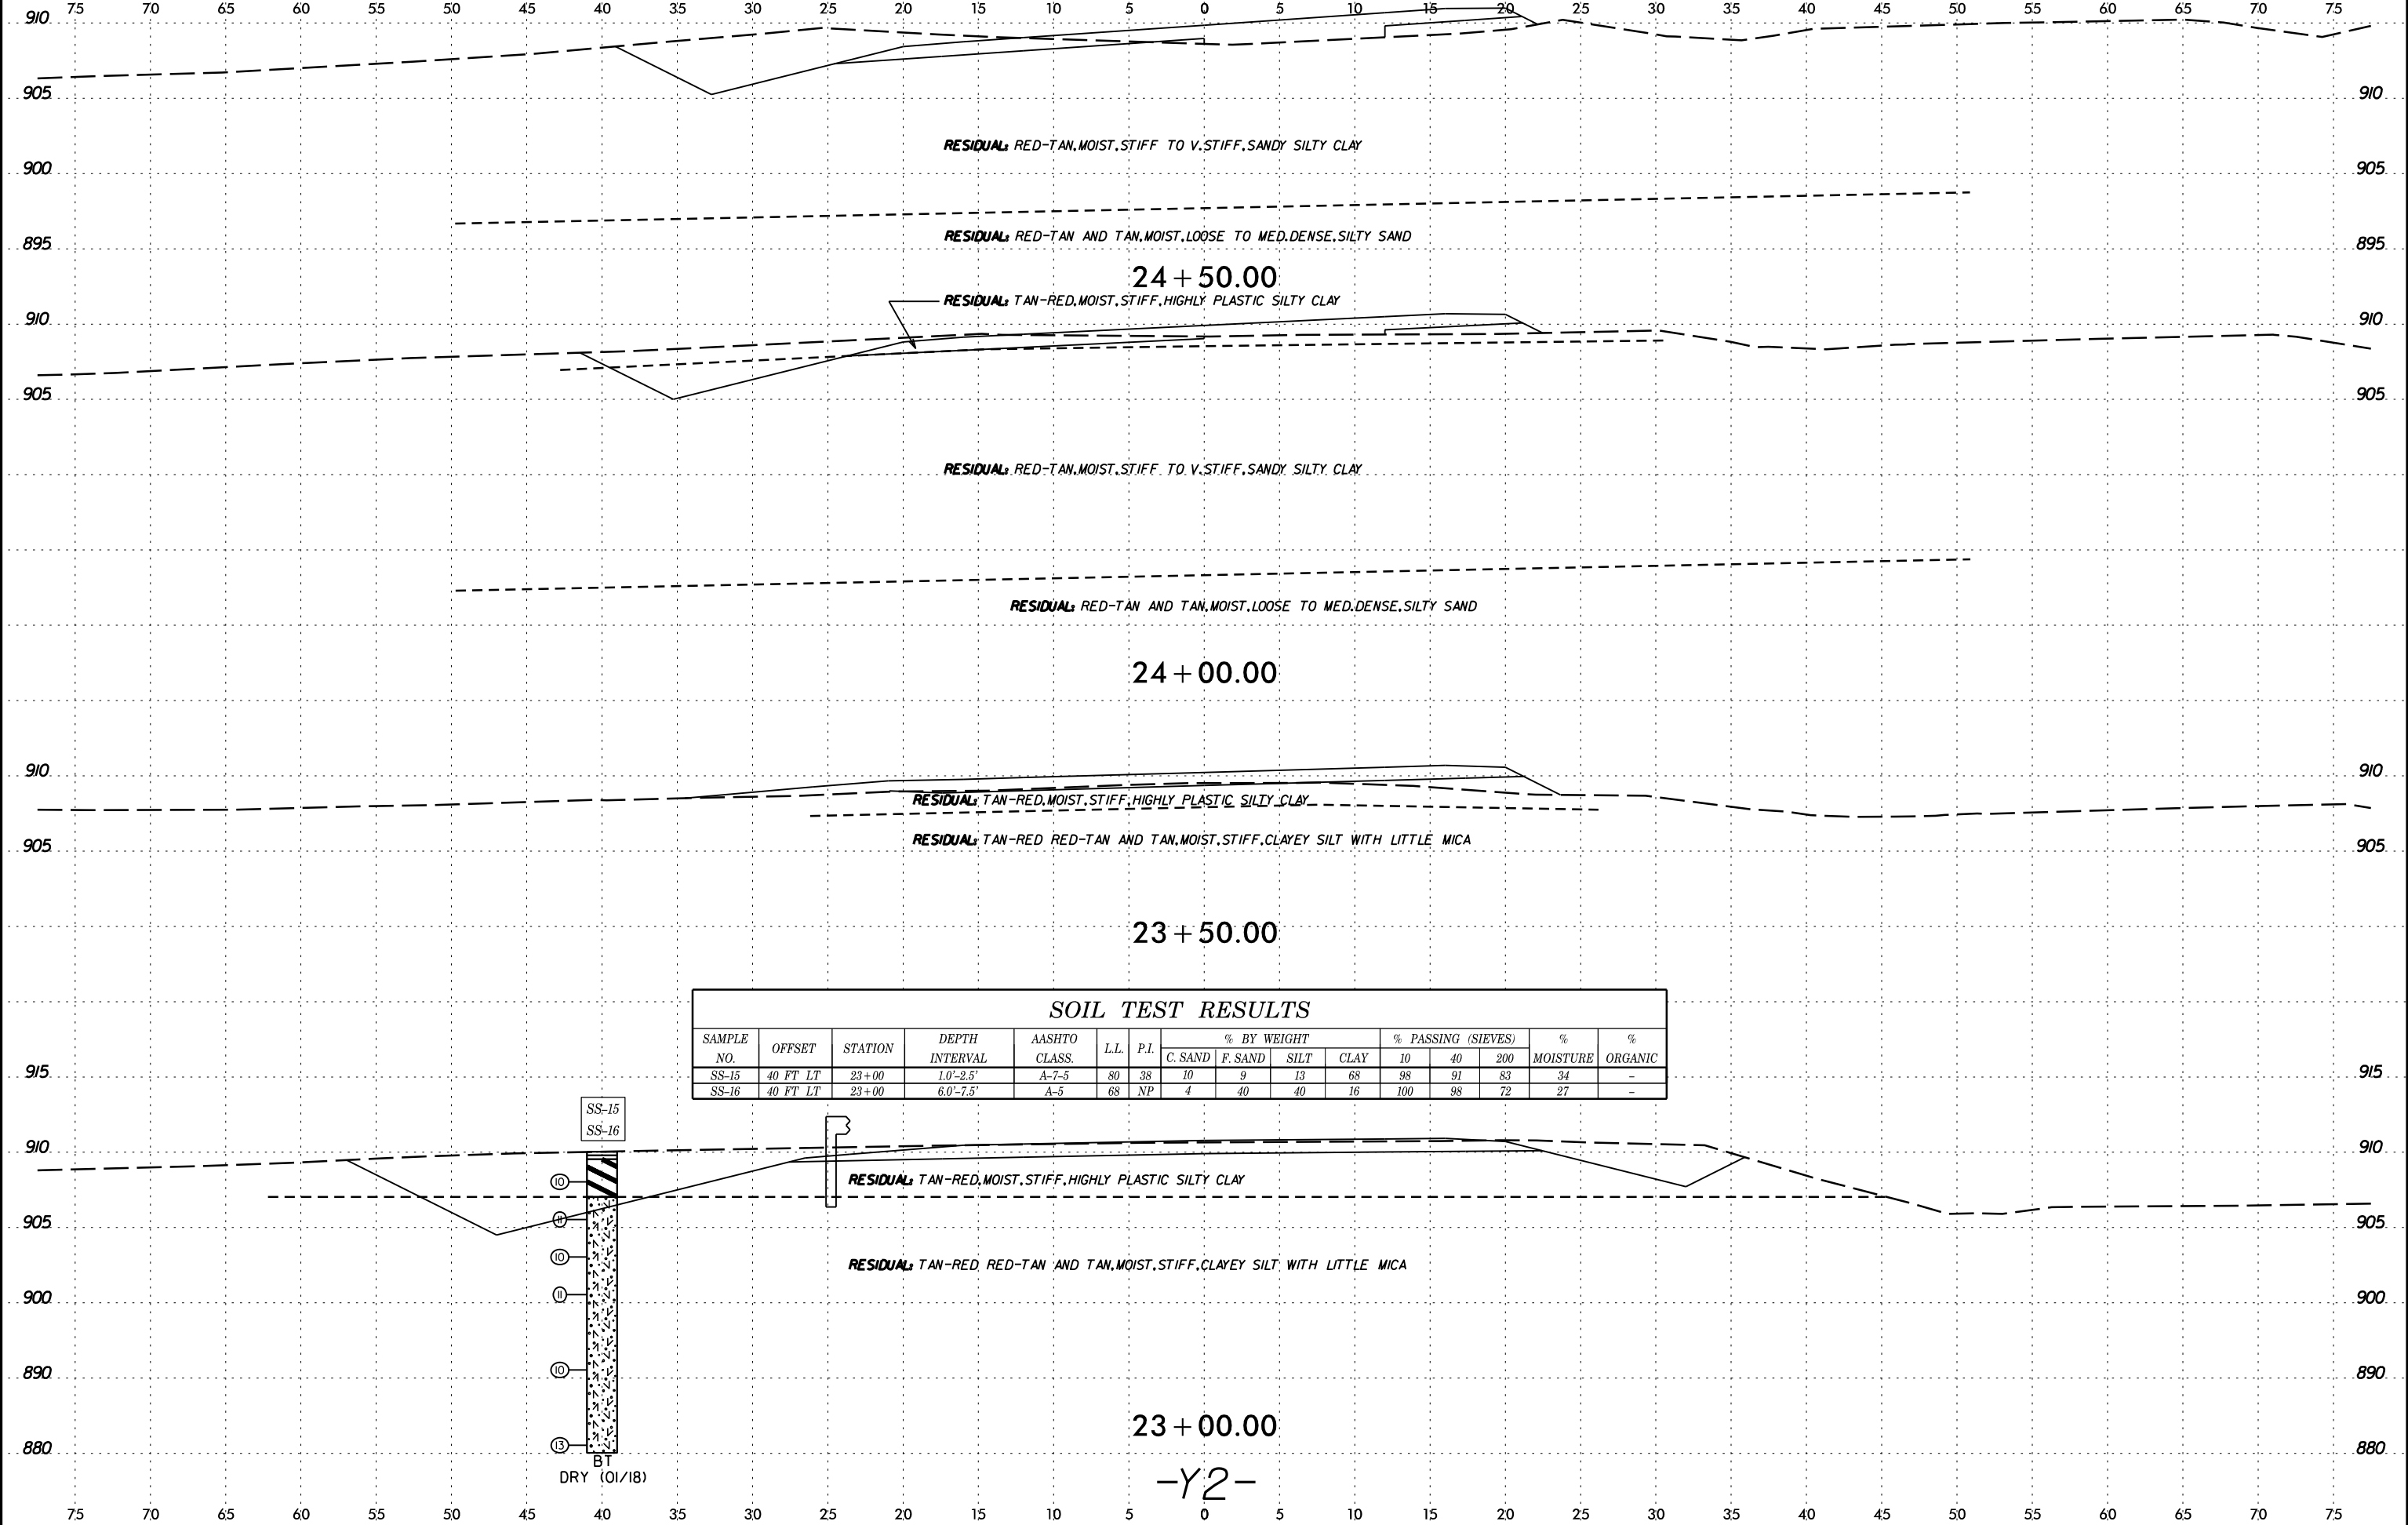 75 70 65 60 55 50 45 40 35 30 25 20 15 10 5 0 5 10 15 20 25 30 35 40 45 50 55 60 65 70 75
910
905 910
RESIDUAL: RED-TAN,MOIST,STIFF TO V.STIFF,SANDY SILTY CLAY
900 905
895 895
RESIDUAL: RED-TAN AND TAN,MOIST,LOOSE TO MED.DENSE,SILTY SAND
24+50.00
RESIDUAL: TAN-RED,MOIST,STIFF,HIGHLY PLASTIC SILTY CLAY
910 910
905 905
RESIDUAL: RED-TAN,MOIST,STIFF TO V.STIFF,SANDY SILTY CLAY
RESIDUAL: RED-TAN AND TAN,MOIST,LOOSE TO MED.DENSE,SILTY SAND
24+00.00
910 910
RESIDUAL: TAN-RED,MOIST,STIFF,HIGHLY PLASTIC SILTY CLAY
RESIDUAL: TAN-RED RED-TAN AND TAN,MOIST,STIFF,CLAYEY SILT WITH LITTLE MICA
905 905
23+50.00
SOIL TEST RESULTS
SAMPLE NO. OFFSET STATION DEPTH INTERVAL AASHTO CLASS. L.L. P.I. % BY WEIGHT % PASSING (SIEVES) % MOISTURE % ORGANIC
C. SAND F. SAND SILT CLAY 10 40 200
SS-15 40 FT LT 23+00 1.0'-2.5' A-7-5 80 38 10 9 13 68 98 91 83 34 -
SS-16 40 FT LT 23+00 6.0'-7.5' A-5 68 NP 4 40 40 16 100 98 72 27 -
915 915
SS-15
SS-16
910 910
RESIDUAL: TAN-RED,MOIST,STIFF,HIGHLY PLASTIC SILTY CLAY
10
11
905 905
10
RESIDUAL: TAN-RED RED-TAN AND TAN,MOIST,STIFF,CLAYEY SILT WITH LITTLE MICA
11
900 900
10
890 890
23+00.00
13
880 880
BT
DRY (01/18)
-Y2-
75 70 65 60 55 50 45 40 35 30 25 20 15 10 5 0 5 10 15 20 25 30 35 40 45 50 55 60 65 70 75